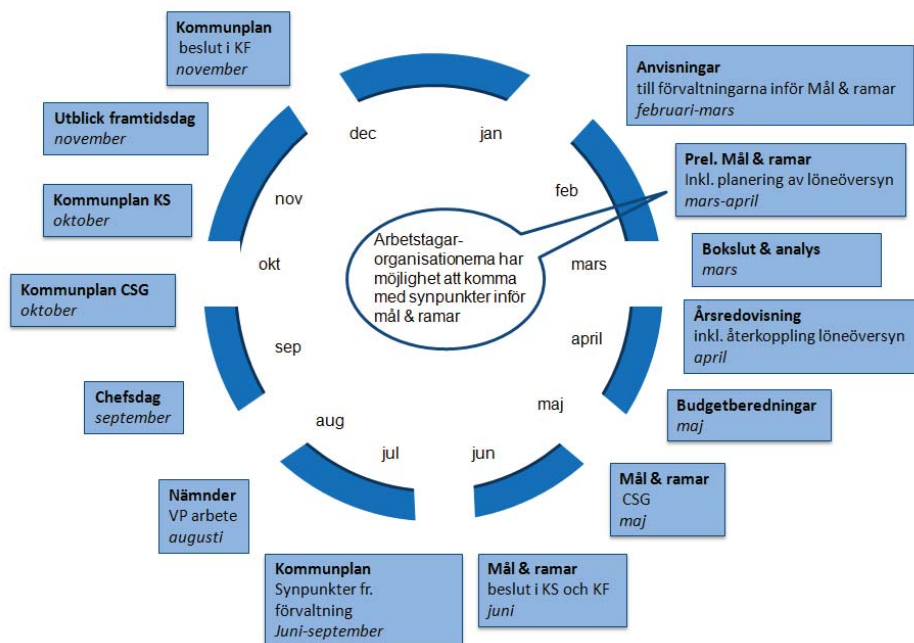 Kommunplan
beslut i KF
november
Utblick framtidsdag
november
Kommunplan KS
oktober
Kommunplan CSG
oktober
Chefsdag
september
Nämnder
VP arbete
augusti
Kommunplan
Synpunkter fr.
förvaltning
Juni-september
Mål & ramar
beslut i KS och KF
juni
Mål & ramar
CSG
maj
Budgetberedningar
maj
Årsredovisning
inkl. återkoppling löneöversyn
april
Bokslut & analys
mars
Prel. Mål & ramar
Inkl. planering av löneöversyn
mars-april
Anvisningar
till förvaltningarna inför Mål & ramar
februari-mars
jan
feb
mars
april
maj
jun
jul
aug
sep
okt
nov
dec
Arbetstagar-
organisationerna har
möjlighet att komma
med synpunkter inför
mål & ramar